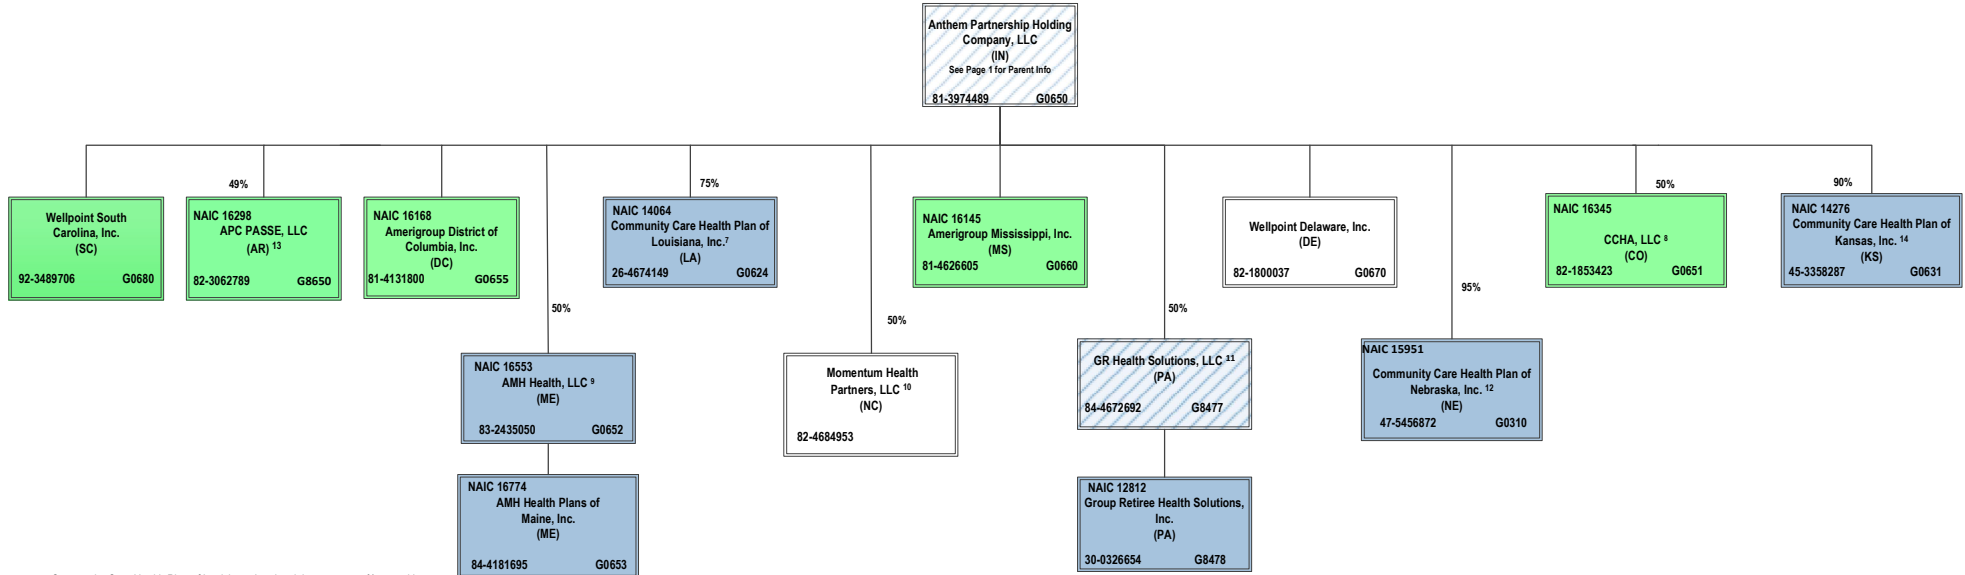 Anthem Partnership Holding
Company, LLC
(IN)
See Page 1 for Parent Info
81-3974489 G0650
49%
75%
50%
90%
Wellpoint South
Carolina, Inc.
(SC)
92-3489706 G0680
NAIC 16298
APC PASSE, LLC
(AR) 13
82-3062789 G8650
NAIC 16168
Amerigroup District of
Columbia, Inc.
(DC)
81-4131800 G0655
NAIC 14064
Community Care Health Plan of
Louisiana, Inc.7
(LA)
26-4674149 G0624
NAIC 16145
Amerigroup Mississippi, Inc.
(MS)
81-4626605 G0660
Wellpoint Delaware, Inc.
(DE)
82-1800037 G0670
NAIC 16345
CCHA, LLC 8
(CO)
82-1853423 G0651
NAIC 14276
Community Care Health Plan of
Kansas, Inc. 14
(KS)
45-3358287 G0631
50%
50%
50%
95%
NAIC 16553
AMH Health, LLC 9
(ME)
83-2435050 G0652
Momentum Health
Partners, LLC 10
(NC)
82-4684953
GR Health Solutions, LLC 11
(PA)
84-4672692 G8477
NAIC 15951
Community Care Health Plan of
Nebraska, Inc. 12
(NE)
47-5456872 G0310
NAIC 16774
AMH Health Plans of
Maine, Inc.
(ME)
84-4181695 G0653
NAIC 12812
Group Retiree Health Solutions,
Inc.
(PA)
30-0326654 G8478